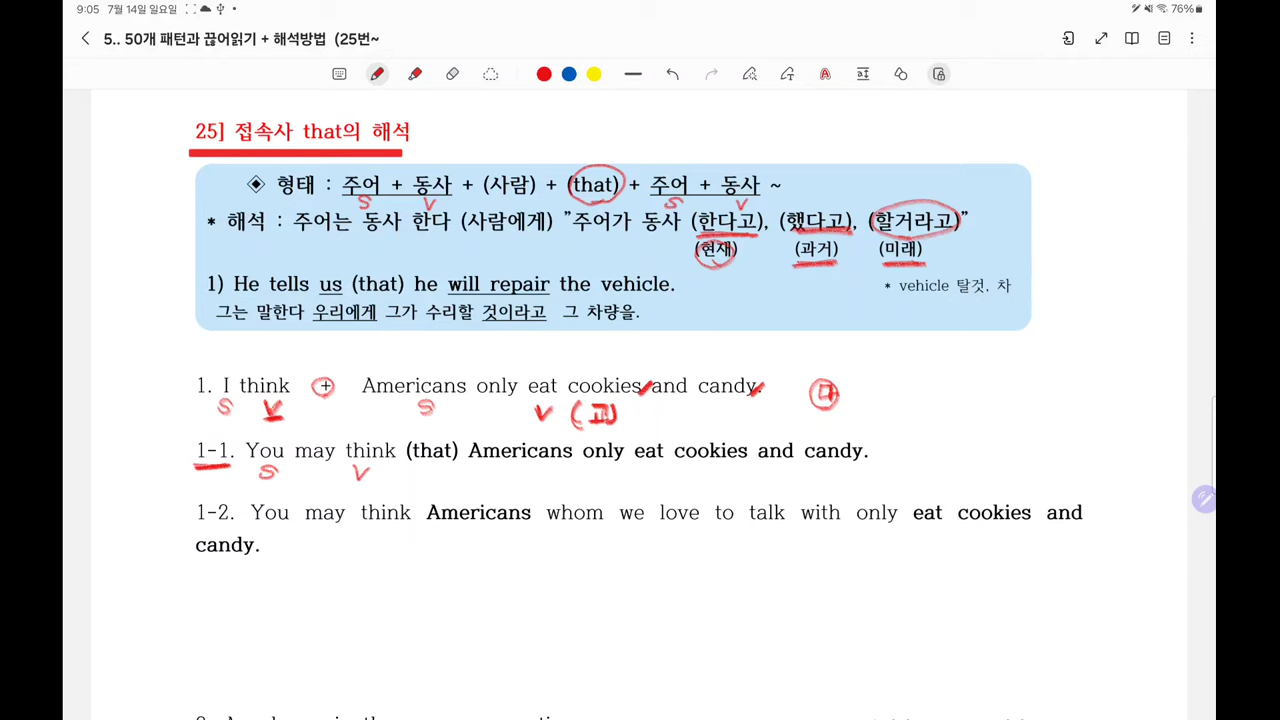 9:05 7월 14일 일요일 76%
5.. 50개 패턴과 끊어읽기 + 해석방법 (25번~
25] 접속사 that의 해석
◈ 형태 : 주어 + 동사 + (사람) + (that) + 주어 + 동사 ~
S V S V
* 해석 : 주어는 동사 한다 (사람에게) "주어가 동사 (한다고), (했다고), (할거라고)"
(현재) (과거) (미래)
1) He tells us (that) he will repair the vehicle. * vehicle 탈것, 차
그는 말한다 우리에게 그가 수리할 것이라고 그 차량을.
1. I think + Americans only eat cookies and candy.
S V S V (고)
1-1. You may think (that) Americans only eat cookies and candy.
S V
1-2. You may think Americans whom we love to talk with only eat cookies and
candy.